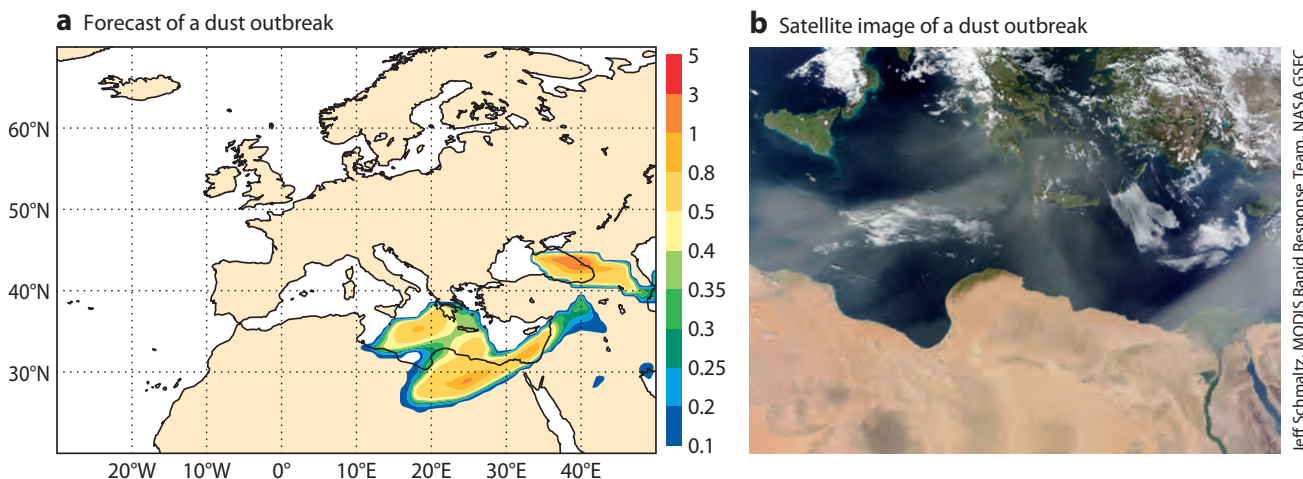 a Forecast of a dust outbreak
60°N
50°N
40°N
30°N
20°W 10°W 0° 10°E 20°E 30°E 40°E
5
3
1
0.8
0.5
0.4
0.35
0.3
0.25
0.2
0.1
b Satellite image of a dust outbreak
Jeff Schmaltz, MODIS Rapid Response Team, NASA GSFC